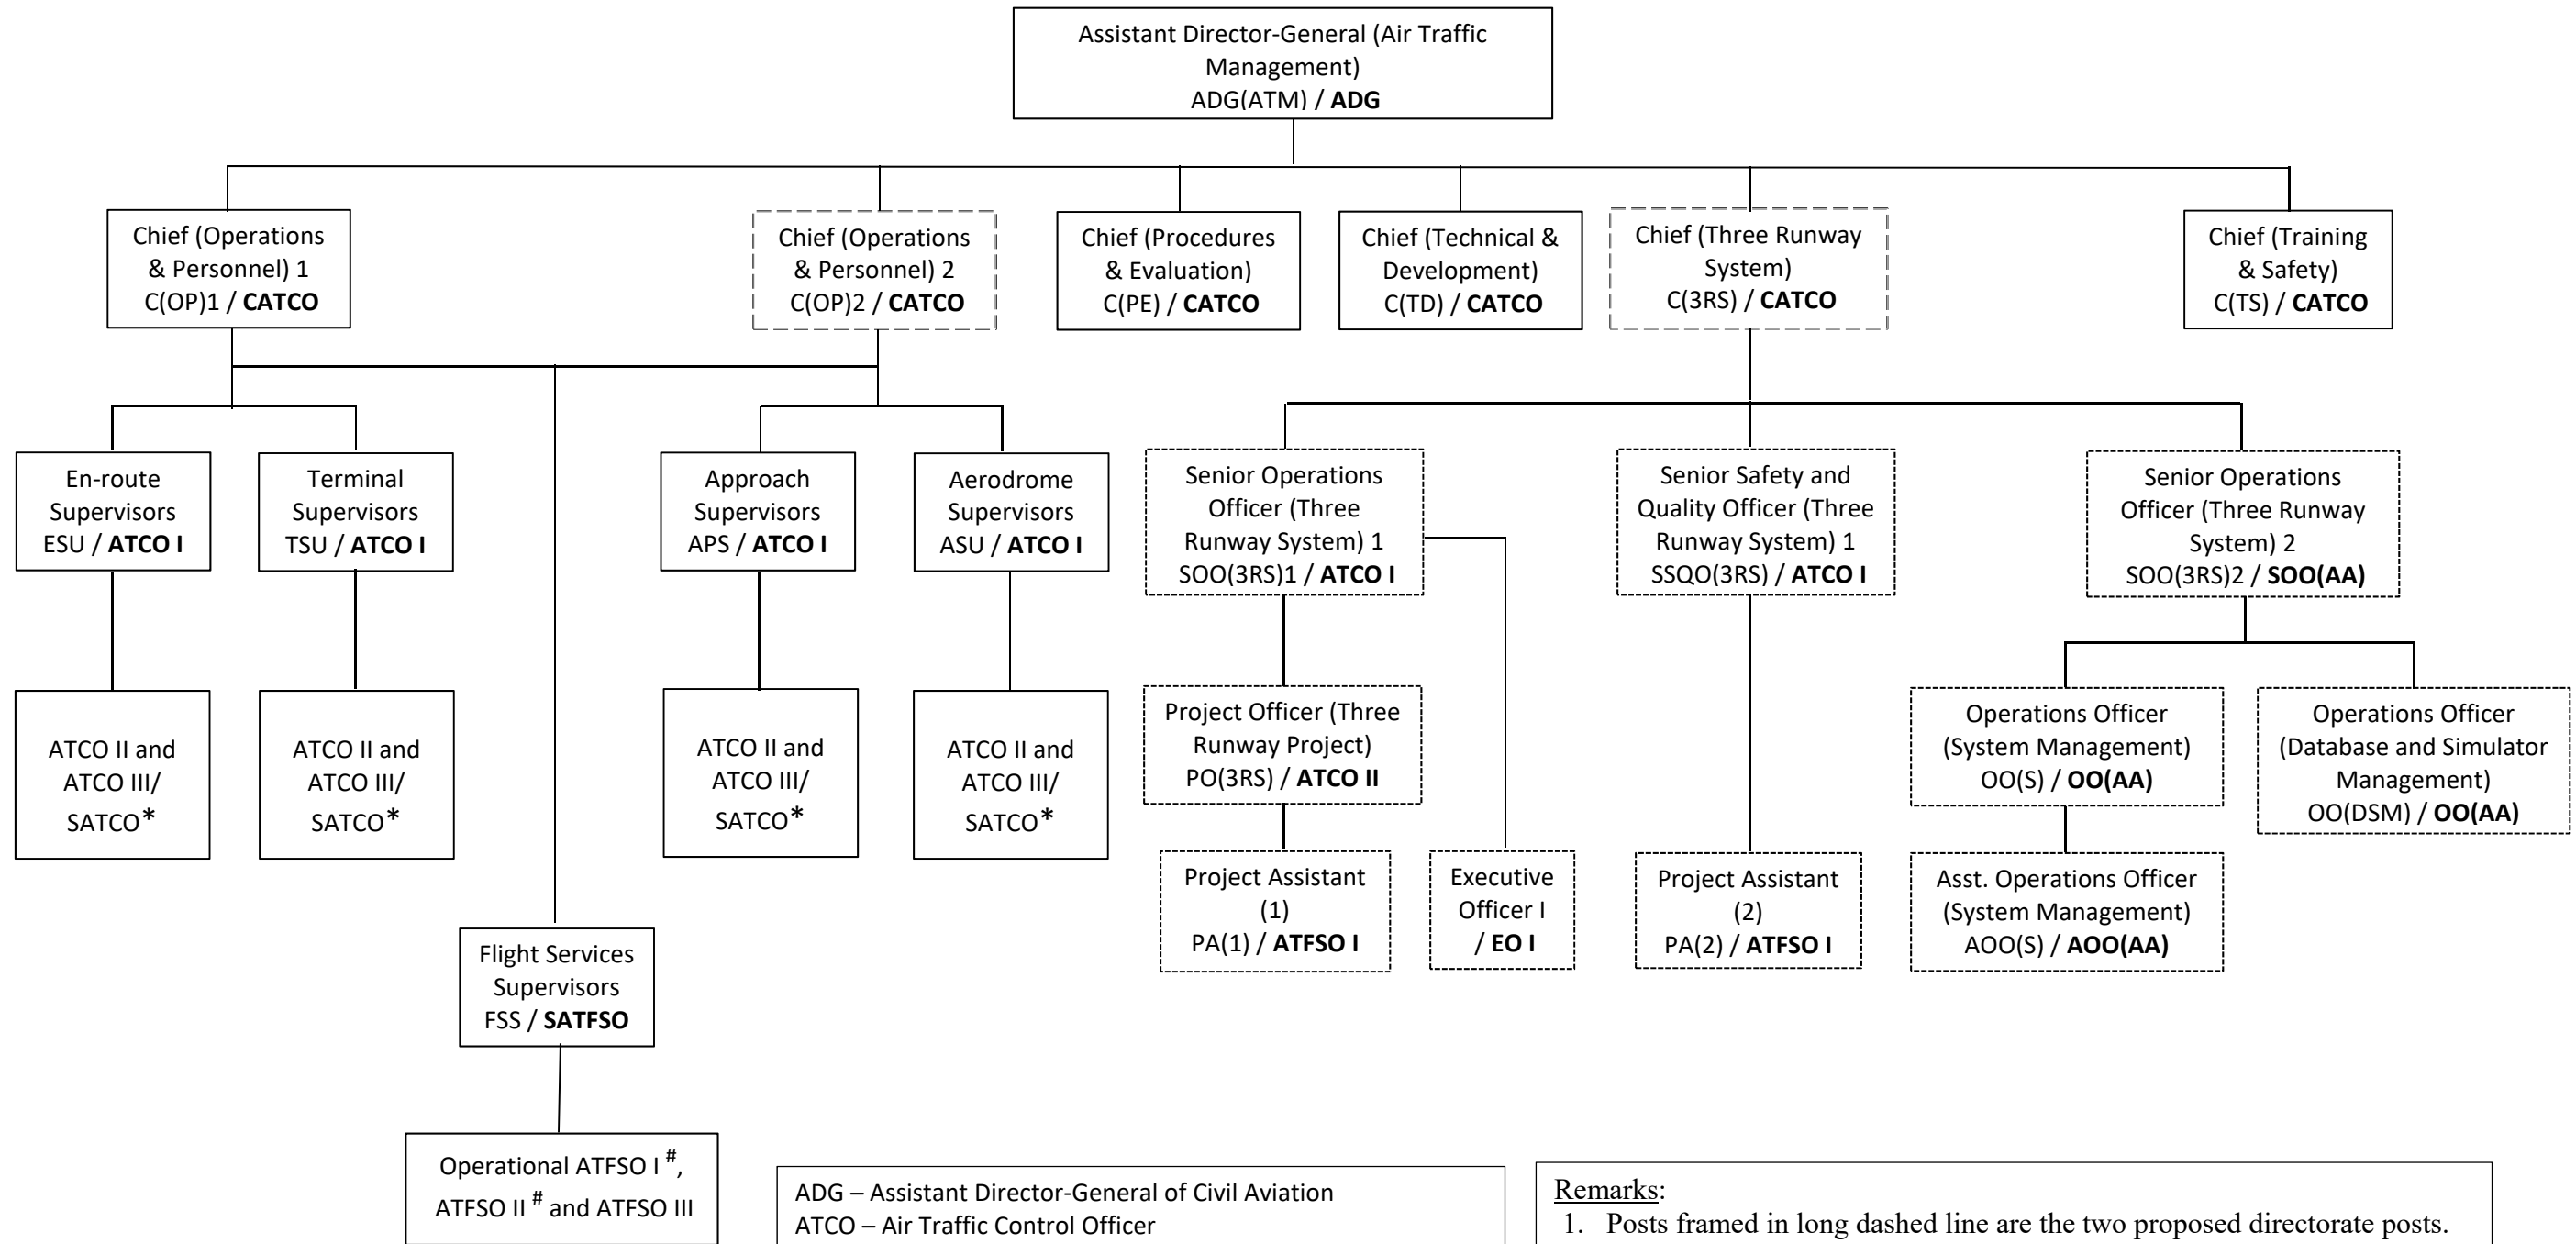 Assistant Director-General (Air Traffic
Management)
ADG(ATM) / ADG
Chief (Operations
& Personnel) 1
C(OP)1 / CATCO
Chief (Operations
& Personnel) 2
C(OP)2 / CATCO
Chief (Procedures
& Evaluation)
C(PE) / CATCO
Chief (Technical &
Development)
C(TD) / CATCO
Chief (Three Runway
System)
C(3RS) / CATCO
Chief (Training
& Safety)
C(TS) / CATCO
En-route
Supervisors
ESU / ATCO I
Terminal
Supervisors
TSU / ATCO I
Approach
Supervisors
APS / ATCO I
Aerodrome
Supervisors
ASU / ATCO I
Senior Operations
Officer (Three
Runway System) 1
SOO(3RS)1 / ATCO I
Senior Safety and
Quality Officer (Three
Runway System) 1
SSQO(3RS) / ATCO I
Senior Operations
Officer (Three Runway
System) 2
SOO(3RS)2 / SOO(AA)
ATCO II and
ATCO III/
SATCO*
ATCO II and
ATCO III/
SATCO*
ATCO II and
ATCO III/
SATCO*
ATCO II and
ATCO III/
SATCO*
Project Officer (Three
Runway Project)
PO(3RS) / ATCO II
Operations Officer
(System Management)
OO(S) / OO(AA)
Operations Officer
(Database and Simulator
Management)
OO(DSM) / OO(AA)
Project Assistant
(1)
PA(1) / ATFSO I
Executive
Officer I
/ EO I
Project Assistant
(2)
PA(2) / ATFSO I
Asst. Operations Officer
(System Management)
AOO(S) / AOO(AA)
Flight Services
Supervisors
FSS / SATFSO
Operational ATFSO I #,
ATFSO II # and ATFSO III
ADG – Assistant Director-General of Civil Aviation
ATCO – Air Traffic Control Officer
Remarks:
1. Posts framed in long dashed line are the two proposed directorate posts.